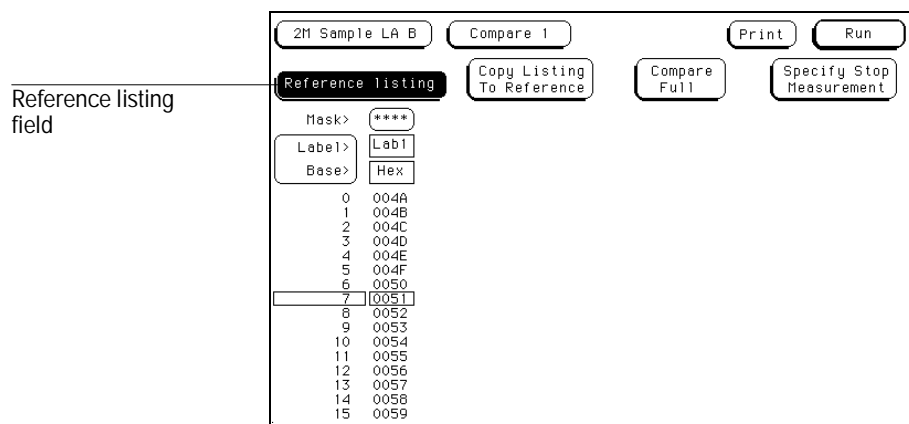 2M Sample LA B Compare 1 Print Run
Reference listing Copy Listing To Reference Compare Full Specify Stop Measurement
Reference listing field
Mask> ****
Label> Lab1
Base> Hex
0 004A
1 004B
2 004C
3 004D
4 004E
5 004F
6 0050
7 0051
8 0052
9 0053
10 0054
11 0055
12 0056
13 0057
14 0058
15 0059